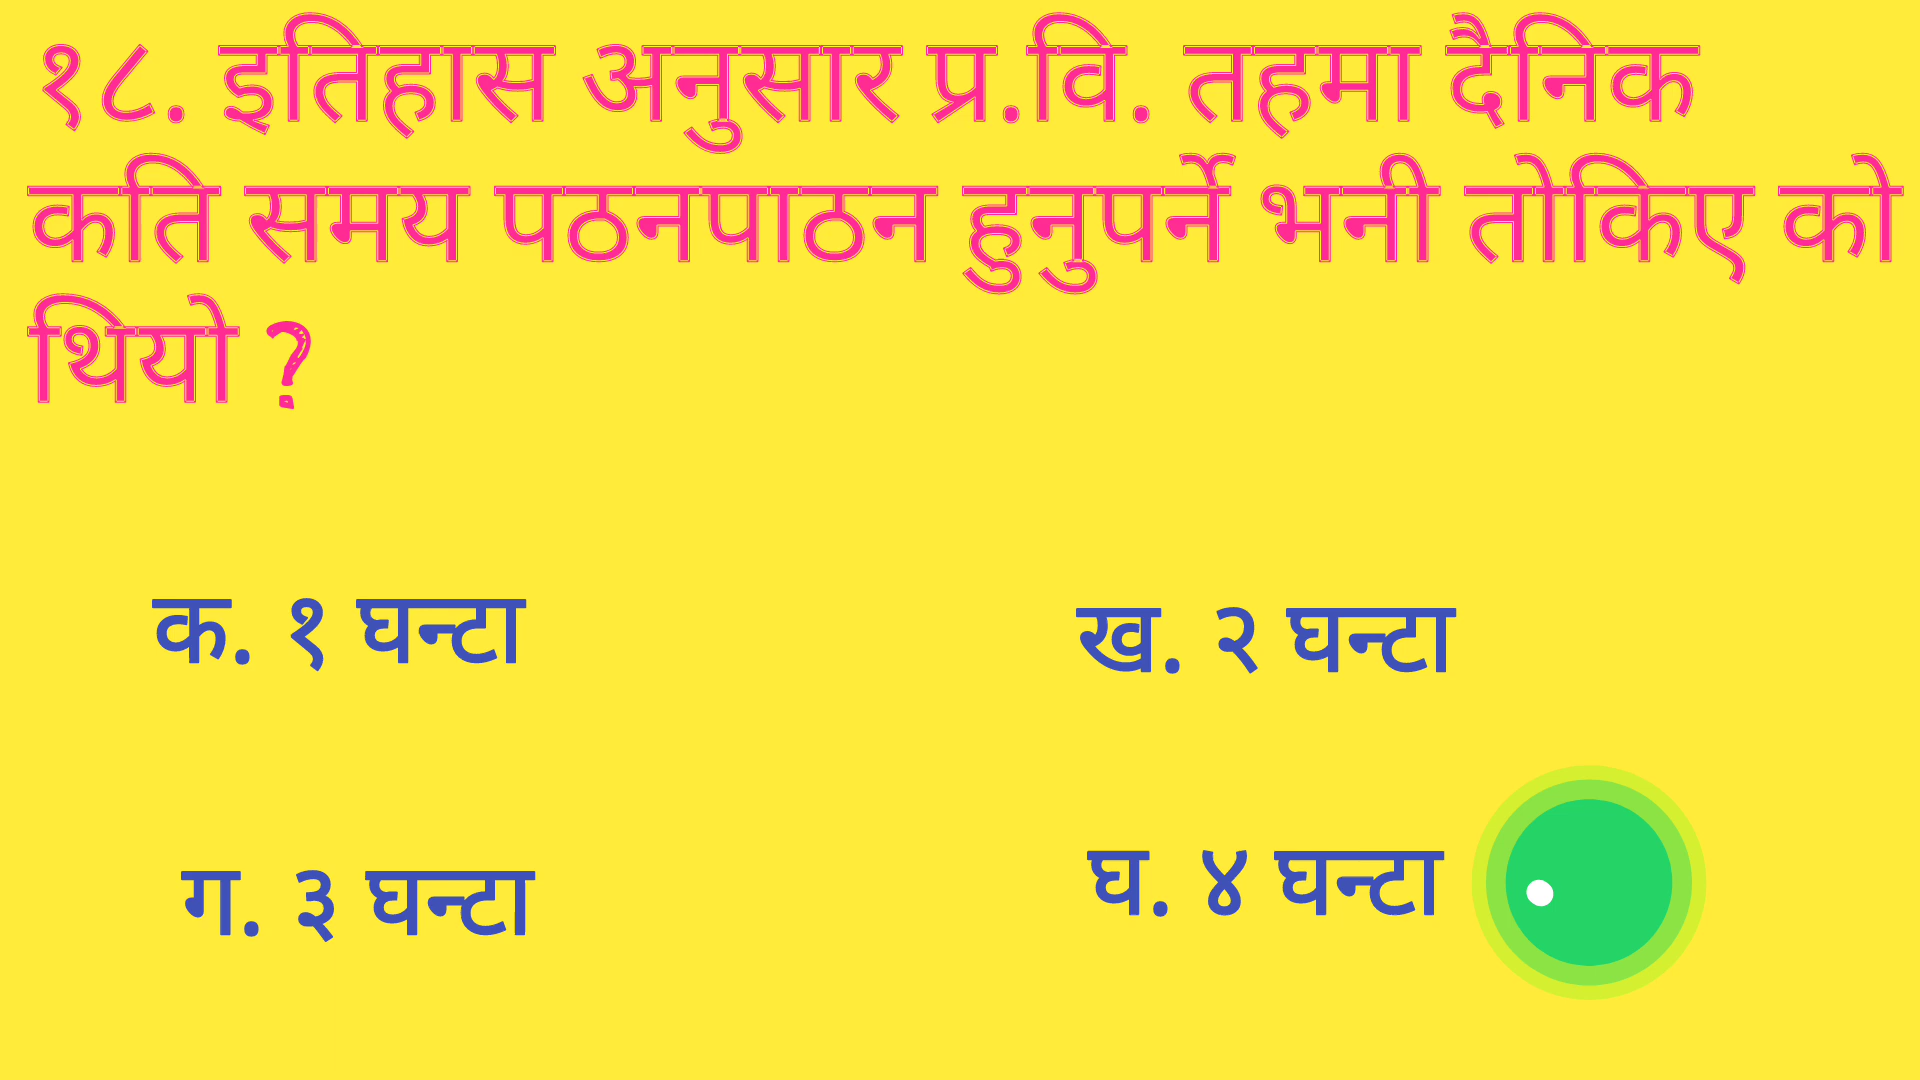 १८. इतिहास अनुसार प्र.वि. तहमा दैनिक
कति समय पठनपाठन हुनुपर्ने भनी तोकिए को
थियो ?
क. १ घन्टा
ख. २ घन्टा
ग. ३ घन्टा
घ. ४ घन्टा